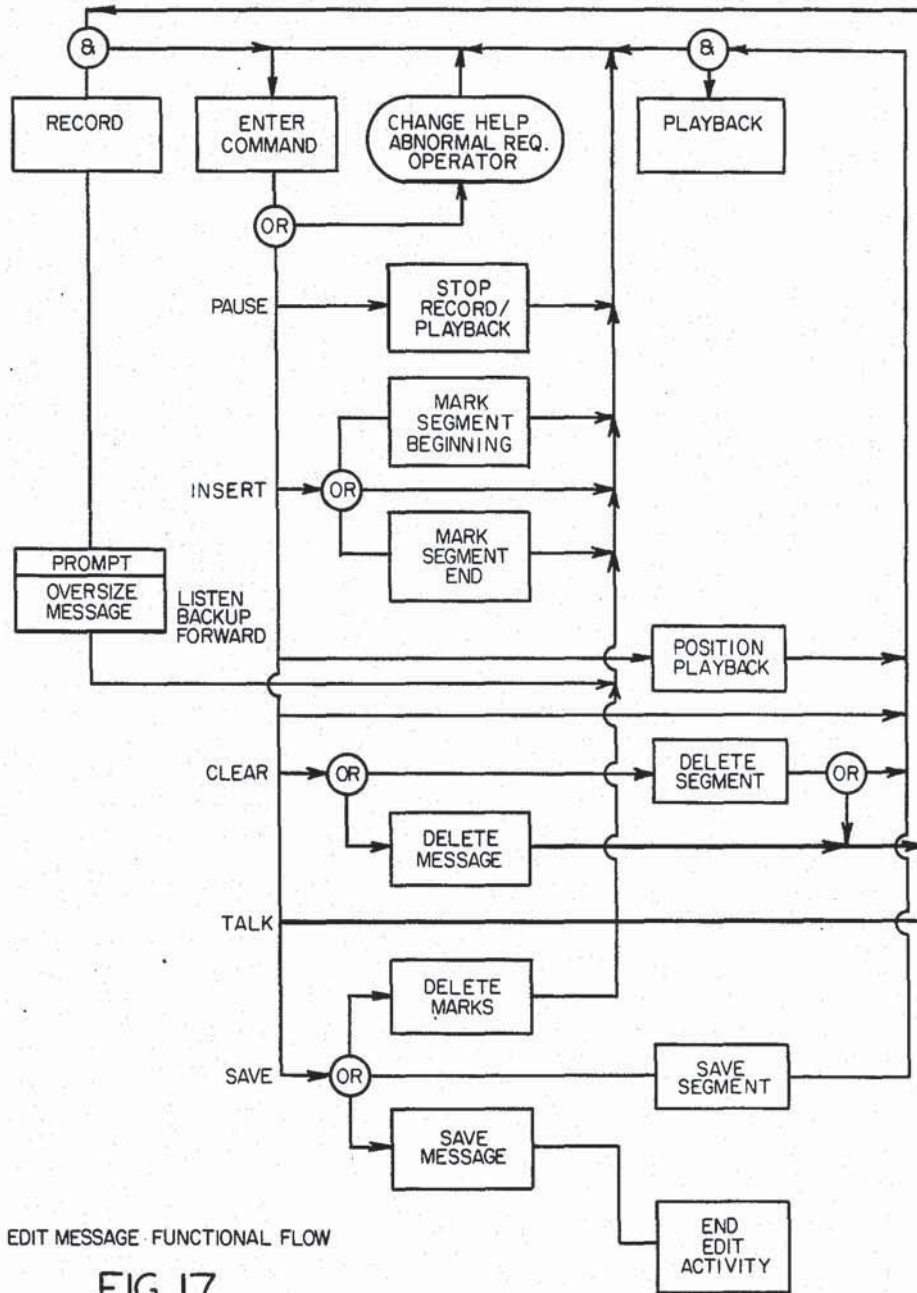 &
&
RECORD
ENTER
COMMAND
CHANGE HELP
ABNORMAL REQ.
OPERATOR
PLAYBACK
OR
PAUSE
STOP
RECORD/
PLAYBACK
MARK
SEGMENT
BEGINNING
INSERT
OR
MARK
SEGMENT
END
PROMPT
OVERSIZE
MESSAGE
LISTEN
BACKUP
FORWARD
POSITION
PLAYBACK
CLEAR
OR
DELETE
SEGMENT
OR
DELETE
MESSAGE
TALK
DELETE
MARKS
SAVE
OR
SAVE
SEGMENT
SAVE
MESSAGE
END
EDIT
ACTIVITY
EDIT MESSAGE FUNCTIONAL FLOW
FIG. 17